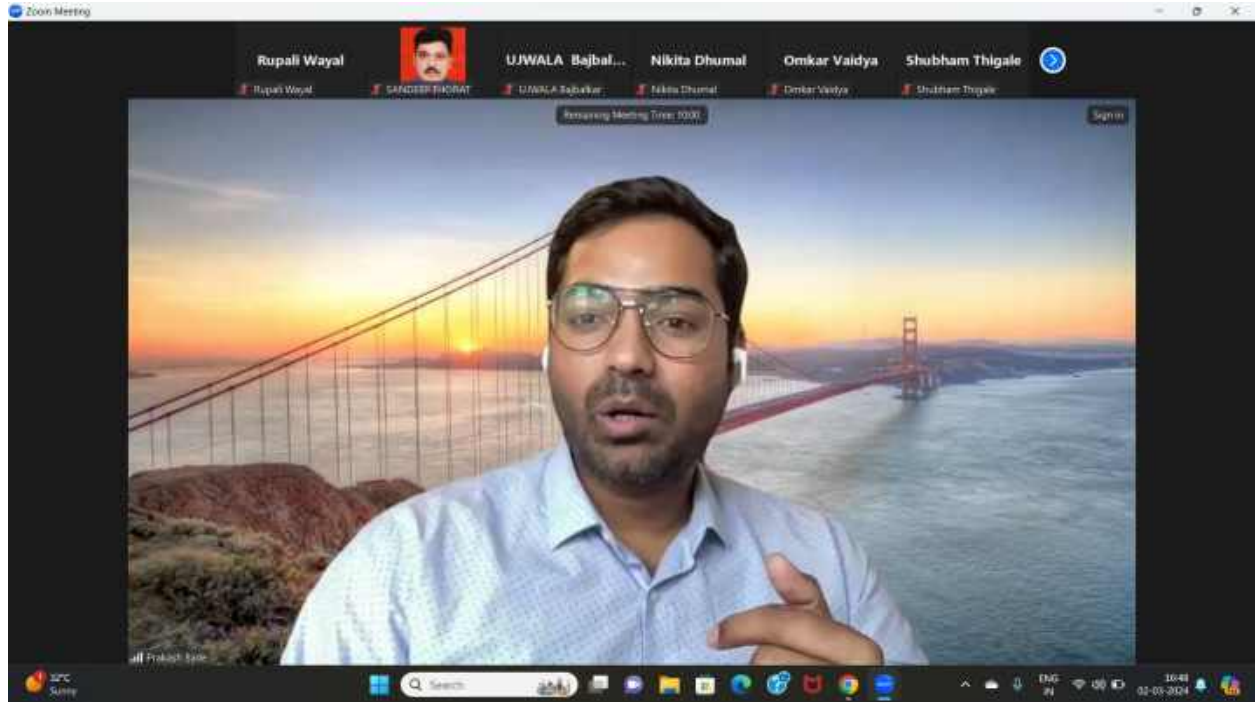 Zoom Meeting
Rupali Wayal
UJWALA Bajbal...
Nikita Dhumal
Omkar Vaidya
Shubham Thigale
Rupali Wayal
SANDEEP THORAT
UJWALA Bajbalkar
Nikita Dhumal
Omkar Vaidya
Shubham Thigale
Remaining Meeting Time: 10:00
Sign in
Prakash
32°C
Sunny
Search
ENG
IN
16:48
02-03-2024